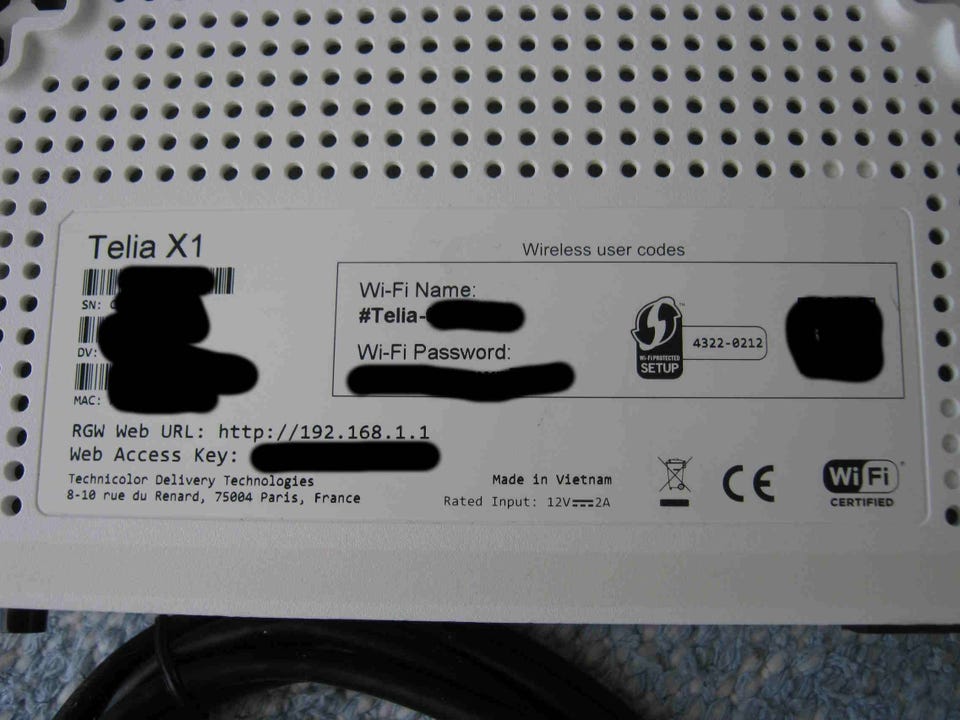 Telia X1
SN:
DV:
MAC:
Wireless user codes
Wi-Fi Name:
#Telia-
Wi-Fi Password:
Wi-Fi PROTECTED
SETUP
4322-0212
RGW Web URL: http://192.168.1.1
Web Access Key:
Technicolor Delivery Technologies
8-10 rue du Renard, 75004 Paris, France
Made in Vietnam
Rated Input: 12V⎓2A
CE
Wi Fi
CERTIFIED